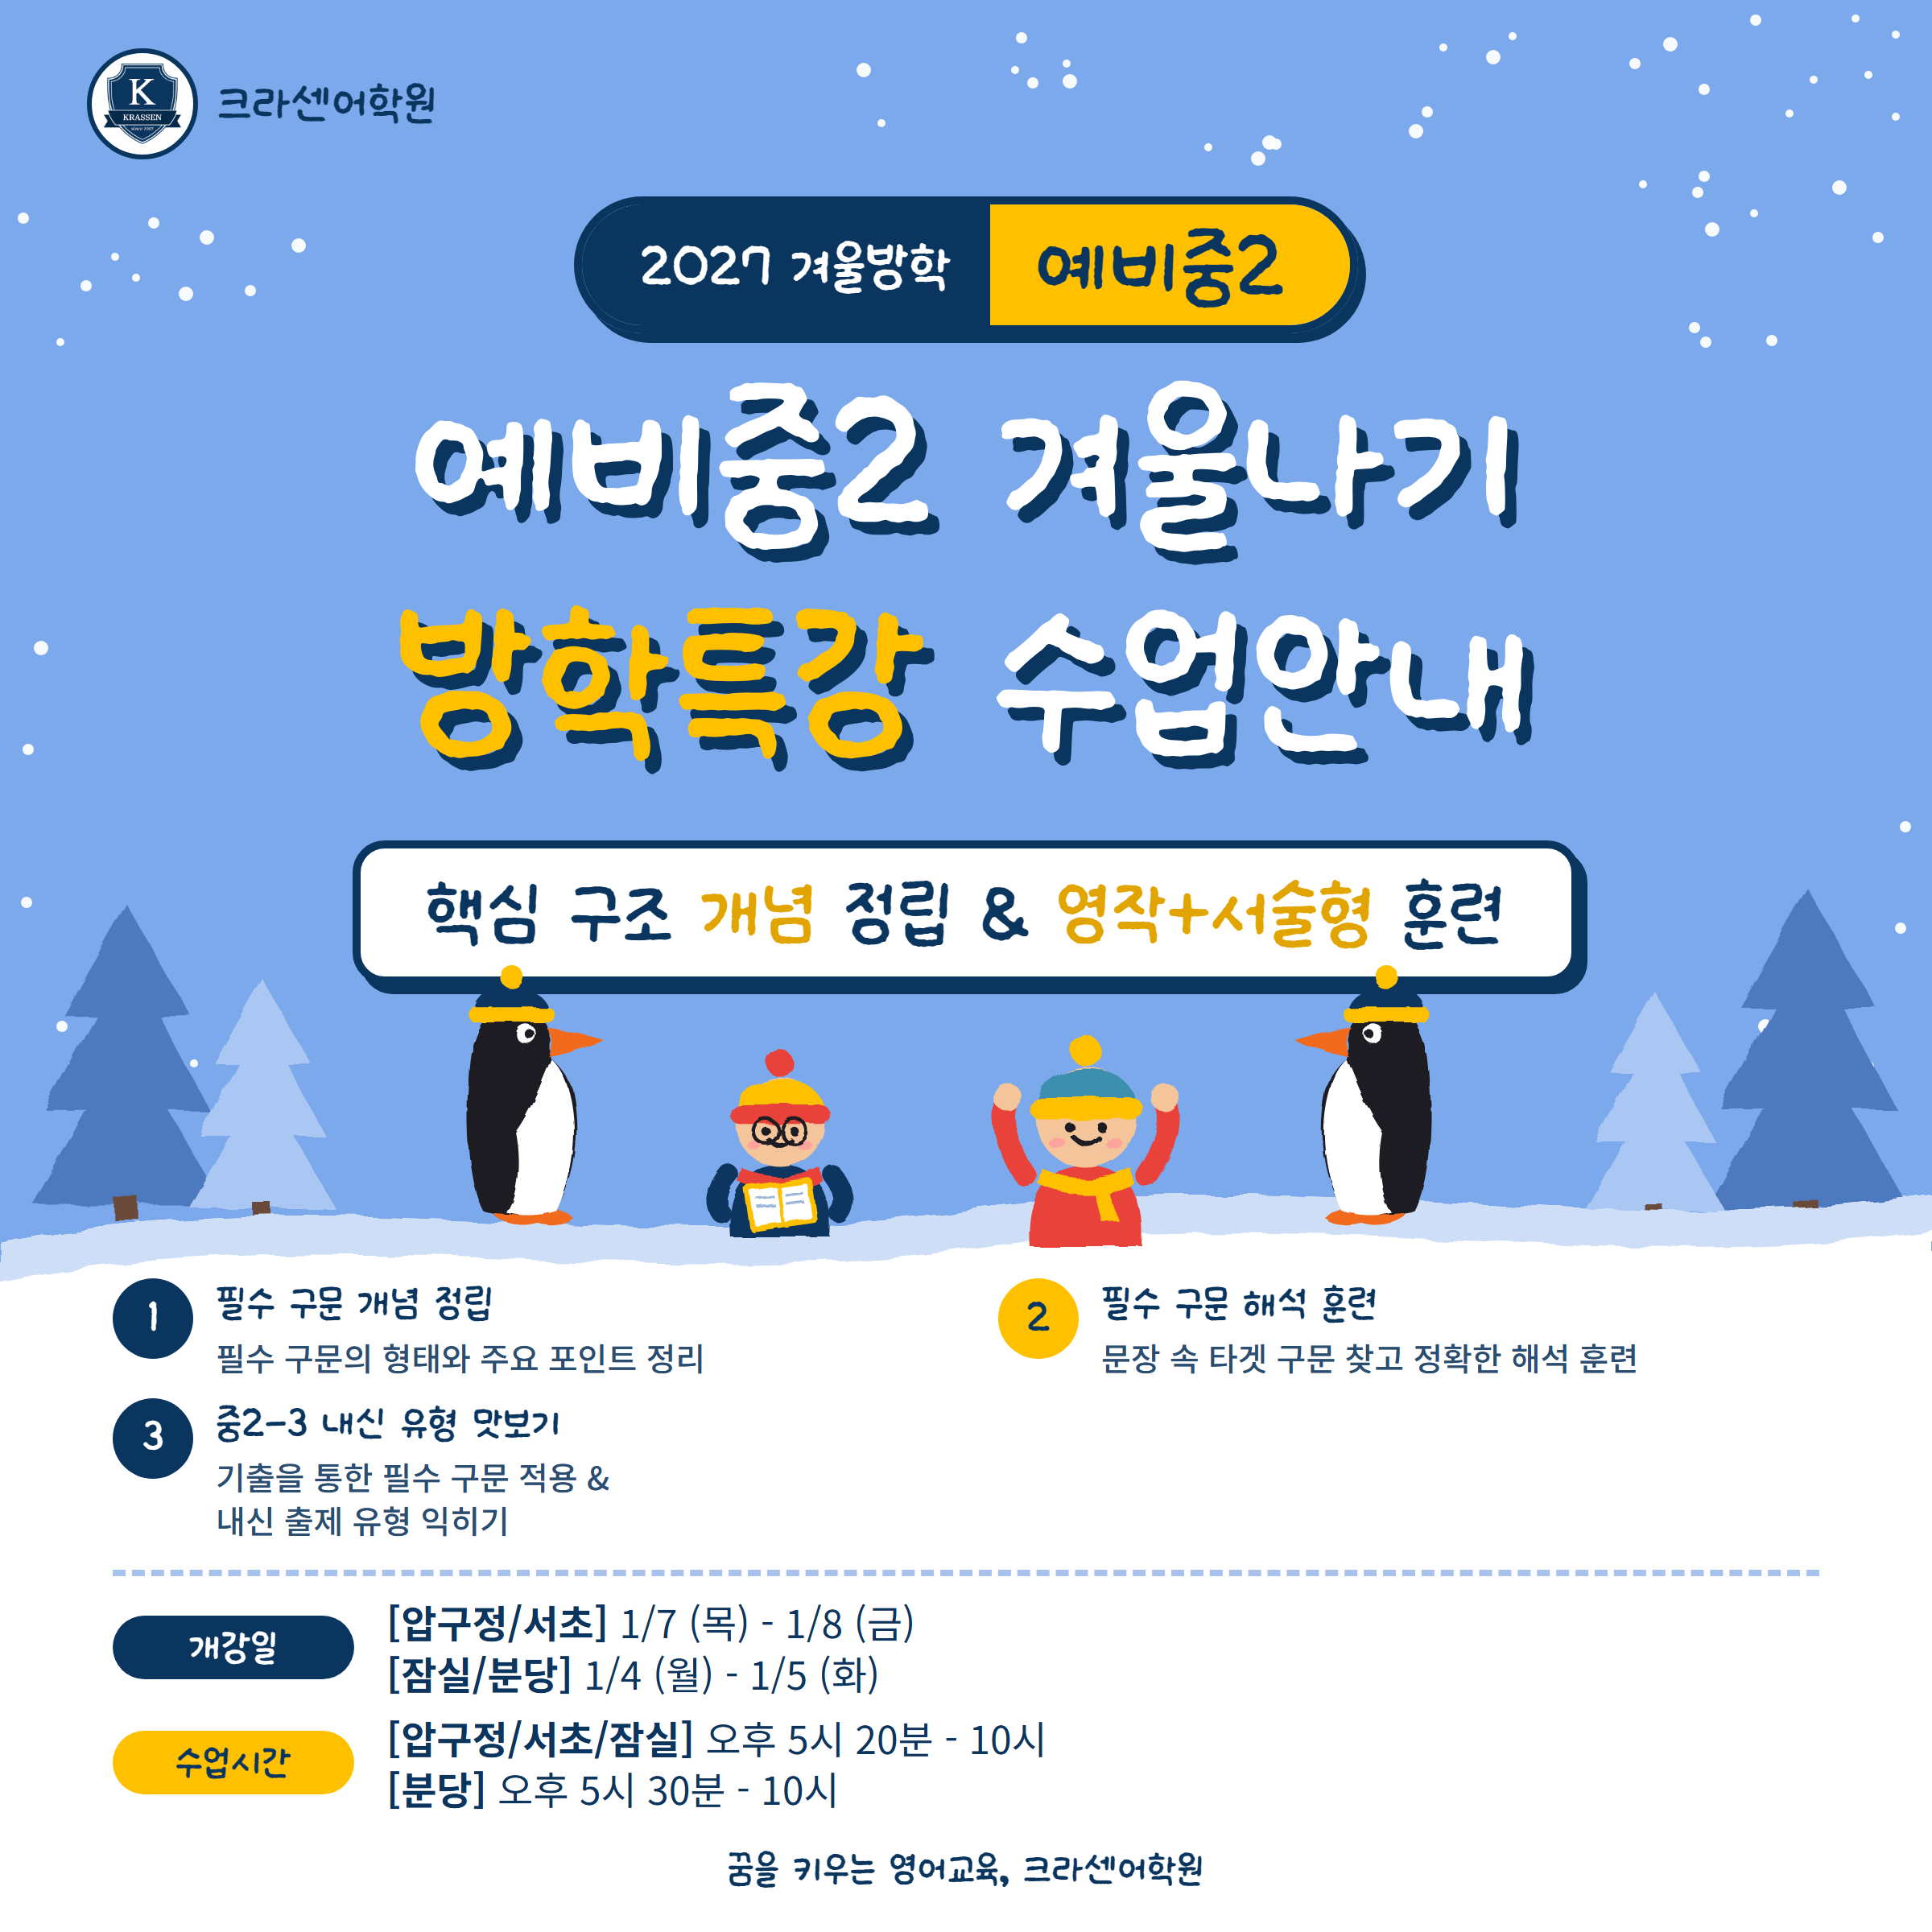 K
KRASSEN
since 2007
크라센어학원
2027 겨울방학
예비중2
예비중2 겨울나기
방학특강 수업안내
핵심 구조 개념 정립 & 영작+서술형 훈련
1
필수 구문 개념 정립
필수 구문의 형태와 주요 포인트 정리
2
필수 구문 해석 훈련
문장 속 타겟 구문 찾고 정확한 해석 훈련
3
중2-3 내신 유형 맛보기
기출을 통한 필수 구문 적용 &
내신 출제 유형 익히기
개강일
[압구정/서초] 1/7 (목) - 1/8 (금)
[잠실/분당] 1/4 (월) - 1/5 (화)
수업시간
[압구정/서초/잠실] 오후 5시 20분 - 10시
[분당] 오후 5시 30분 - 10시
꿈을 키우는 영어교육, 크라센어학원